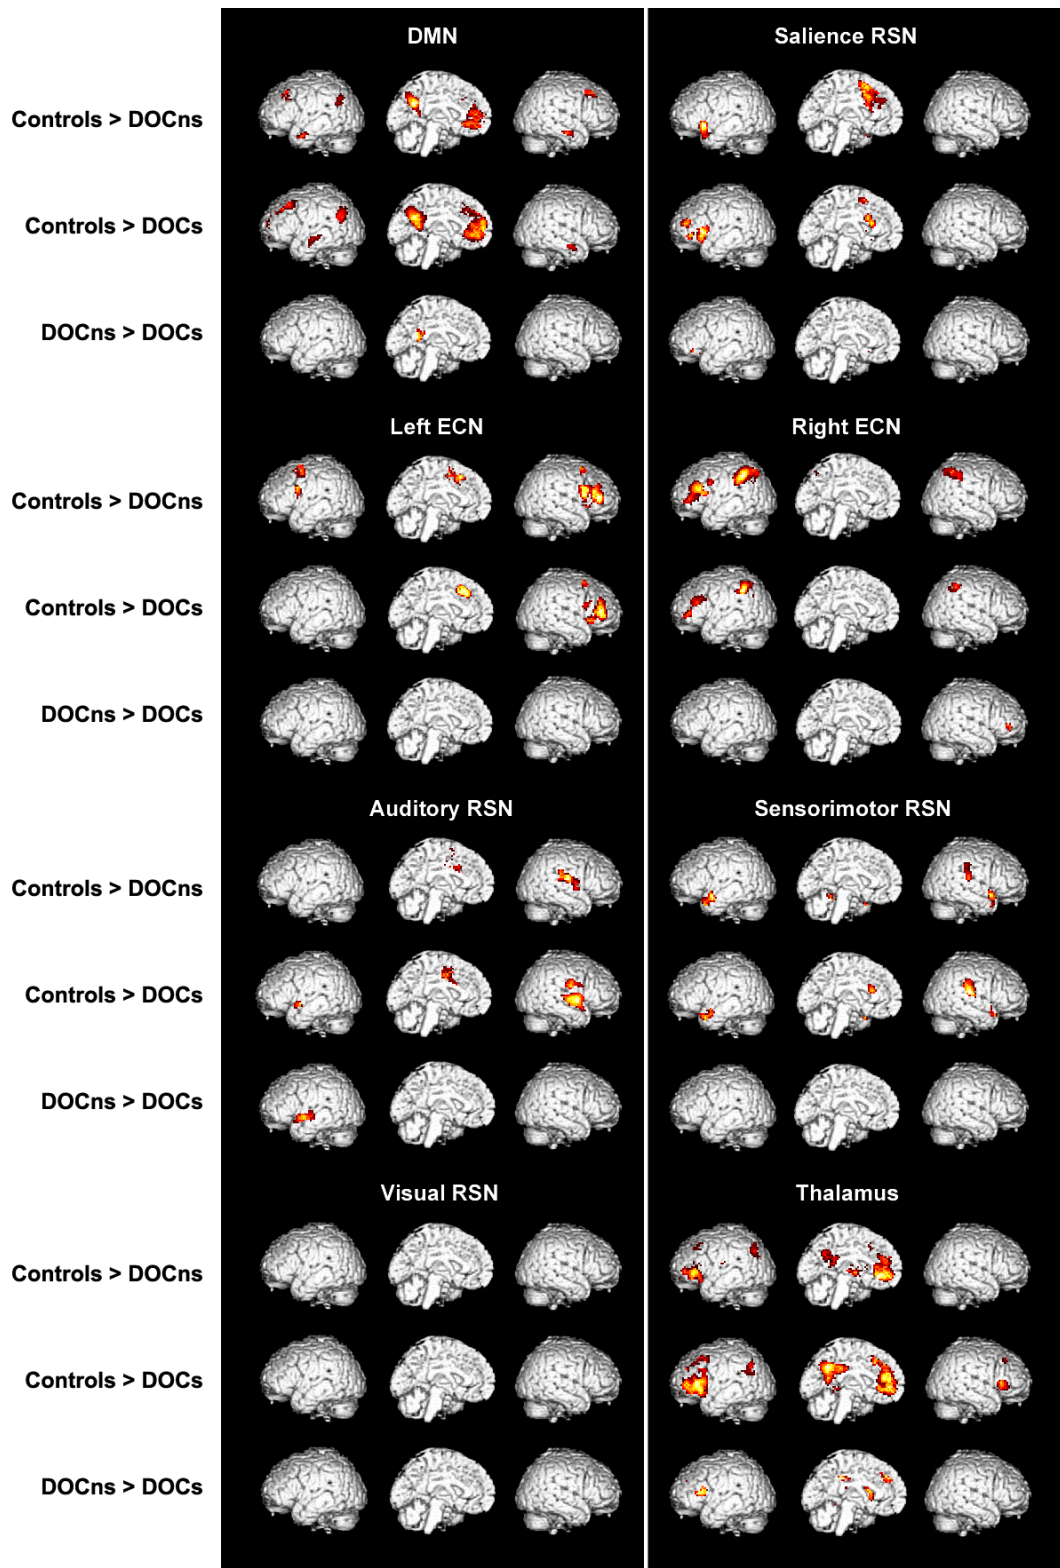 DMN
Salience RSN
Controls > DOCns
Controls > DOCs
DOCns > DOCs
Left ECN
Right ECN
Controls > DOCns
Controls > DOCs
DOCns > DOCs
Auditory RSN
Sensorimotor RSN
Controls > DOCns
Controls > DOCs
DOCns > DOCs
Visual RSN
Thalamus
Controls > DOCns
Controls > DOCs
DOCns > DOCs